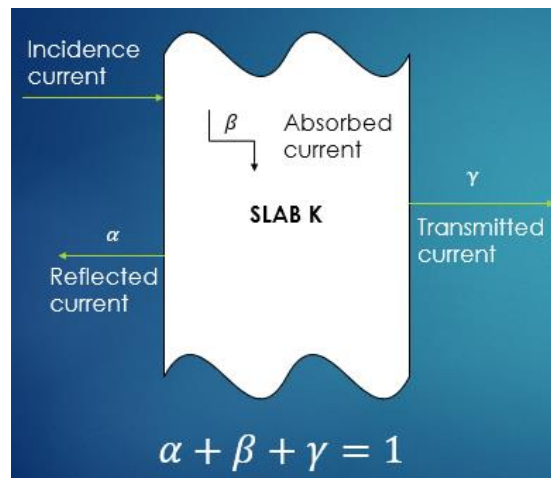 Incidence
current
β
Absorbed
current
γ
SLAB K
α
Transmitted
current
Reflected
current
α + β + γ = 1